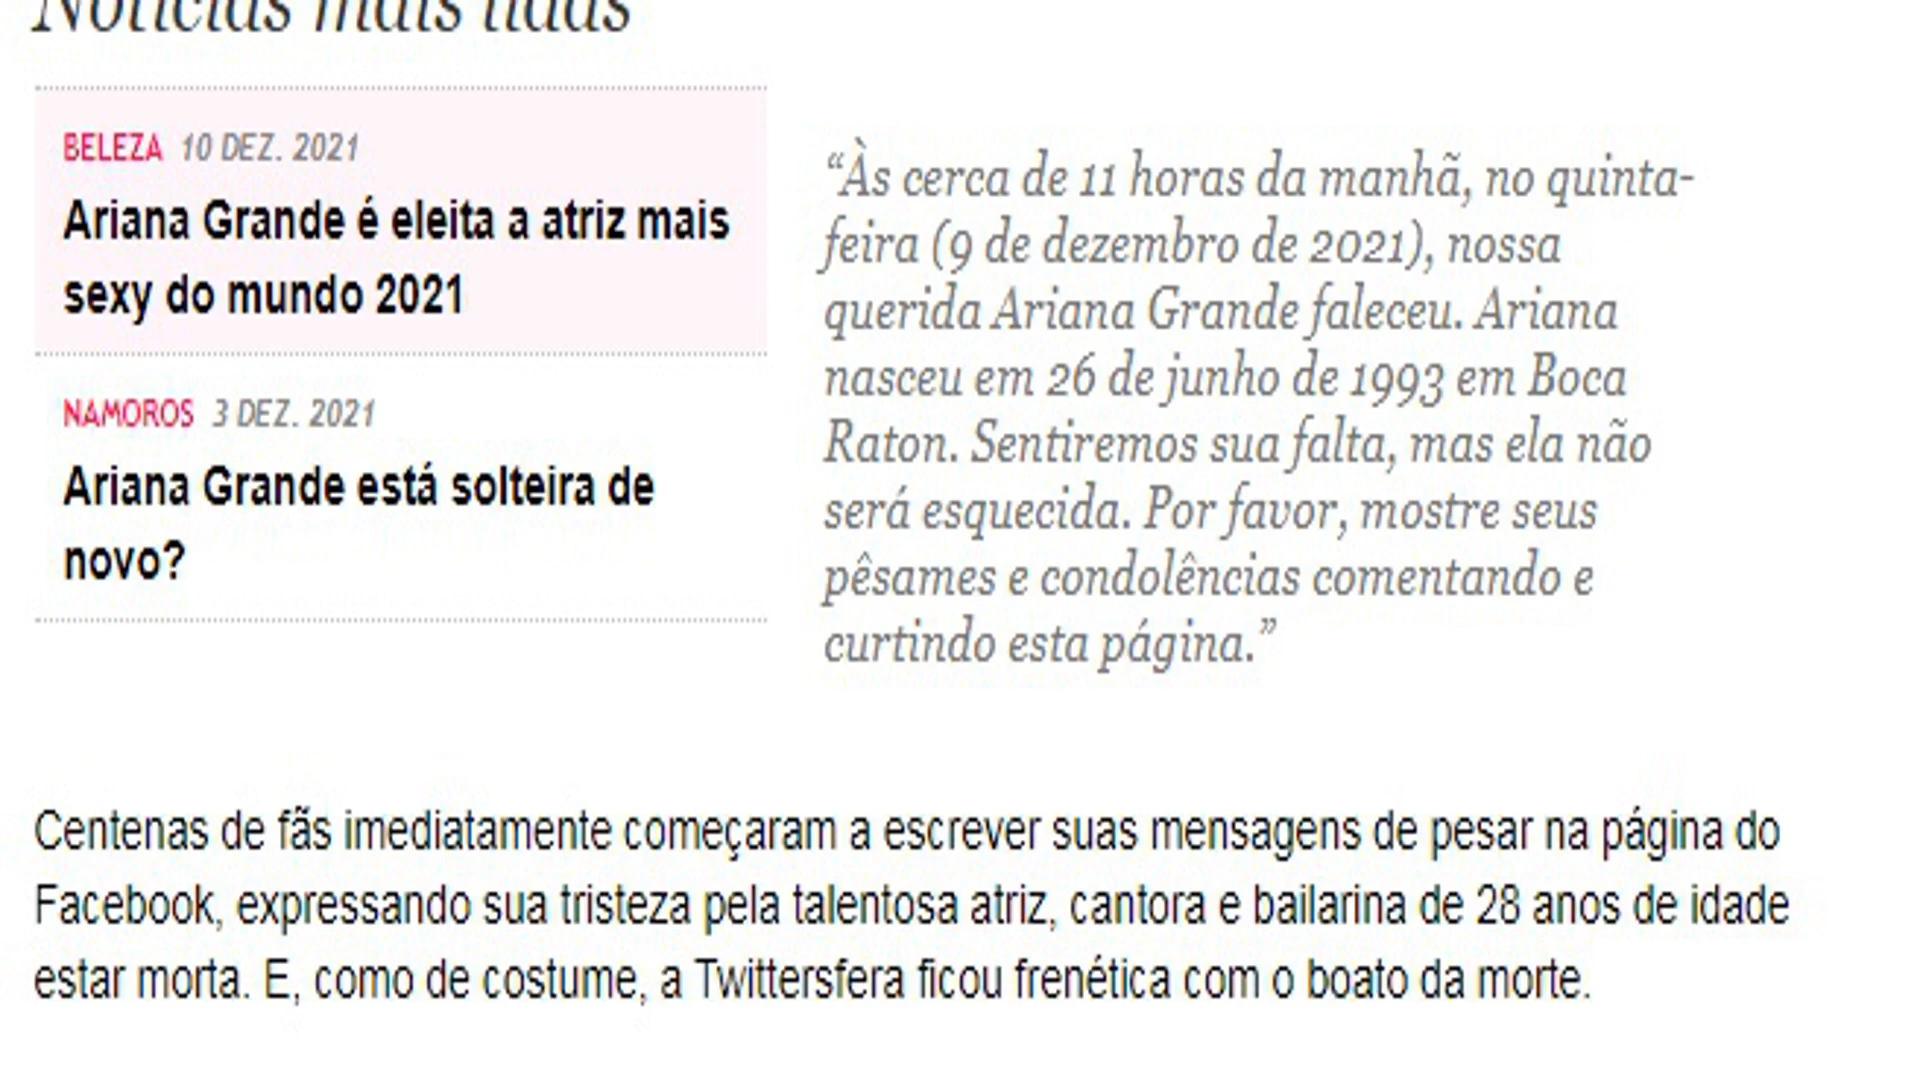 Notícias mais lidas
BELEZA 10 DEZ. 2021
Ariana Grande é eleita a atriz mais
sexy do mundo 2021
NAMOROS 3 DEZ. 2021
Ariana Grande está solteira de
novo?
“Às cerca de 11 horas da manhã, no quinta-
feira (9 de dezembro de 2021), nossa
querida Ariana Grande faleceu. Ariana
nasceu em 26 de junho de 1993 em Boca
Raton. Sentiremos sua falta, mas ela não
será esquecida. Por favor, mostre seus
pêsames e condolências comentando e
curtindo esta página.”
Centenas de fãs imediatamente começaram a escrever suas mensagens de pesar na página do
Facebook, expressando sua tristeza pela talentosa atriz, cantora e bailarina de 28 anos de idade
estar morta. E, como de costume, a Twittersfera ficou frenética com o boato da morte.